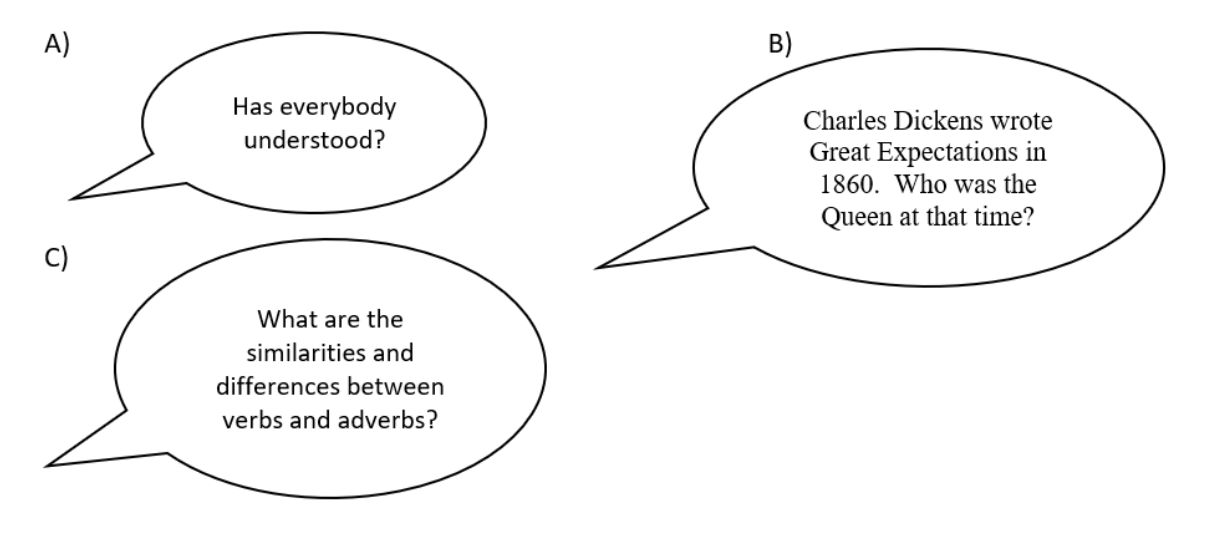 A)
Has everybody
understood?
B)
Charles Dickens wrote
Great Expectations in
1860.  Who was the
Queen at that time?
C)
What are the
similarities and
differences between
verbs and adverbs?